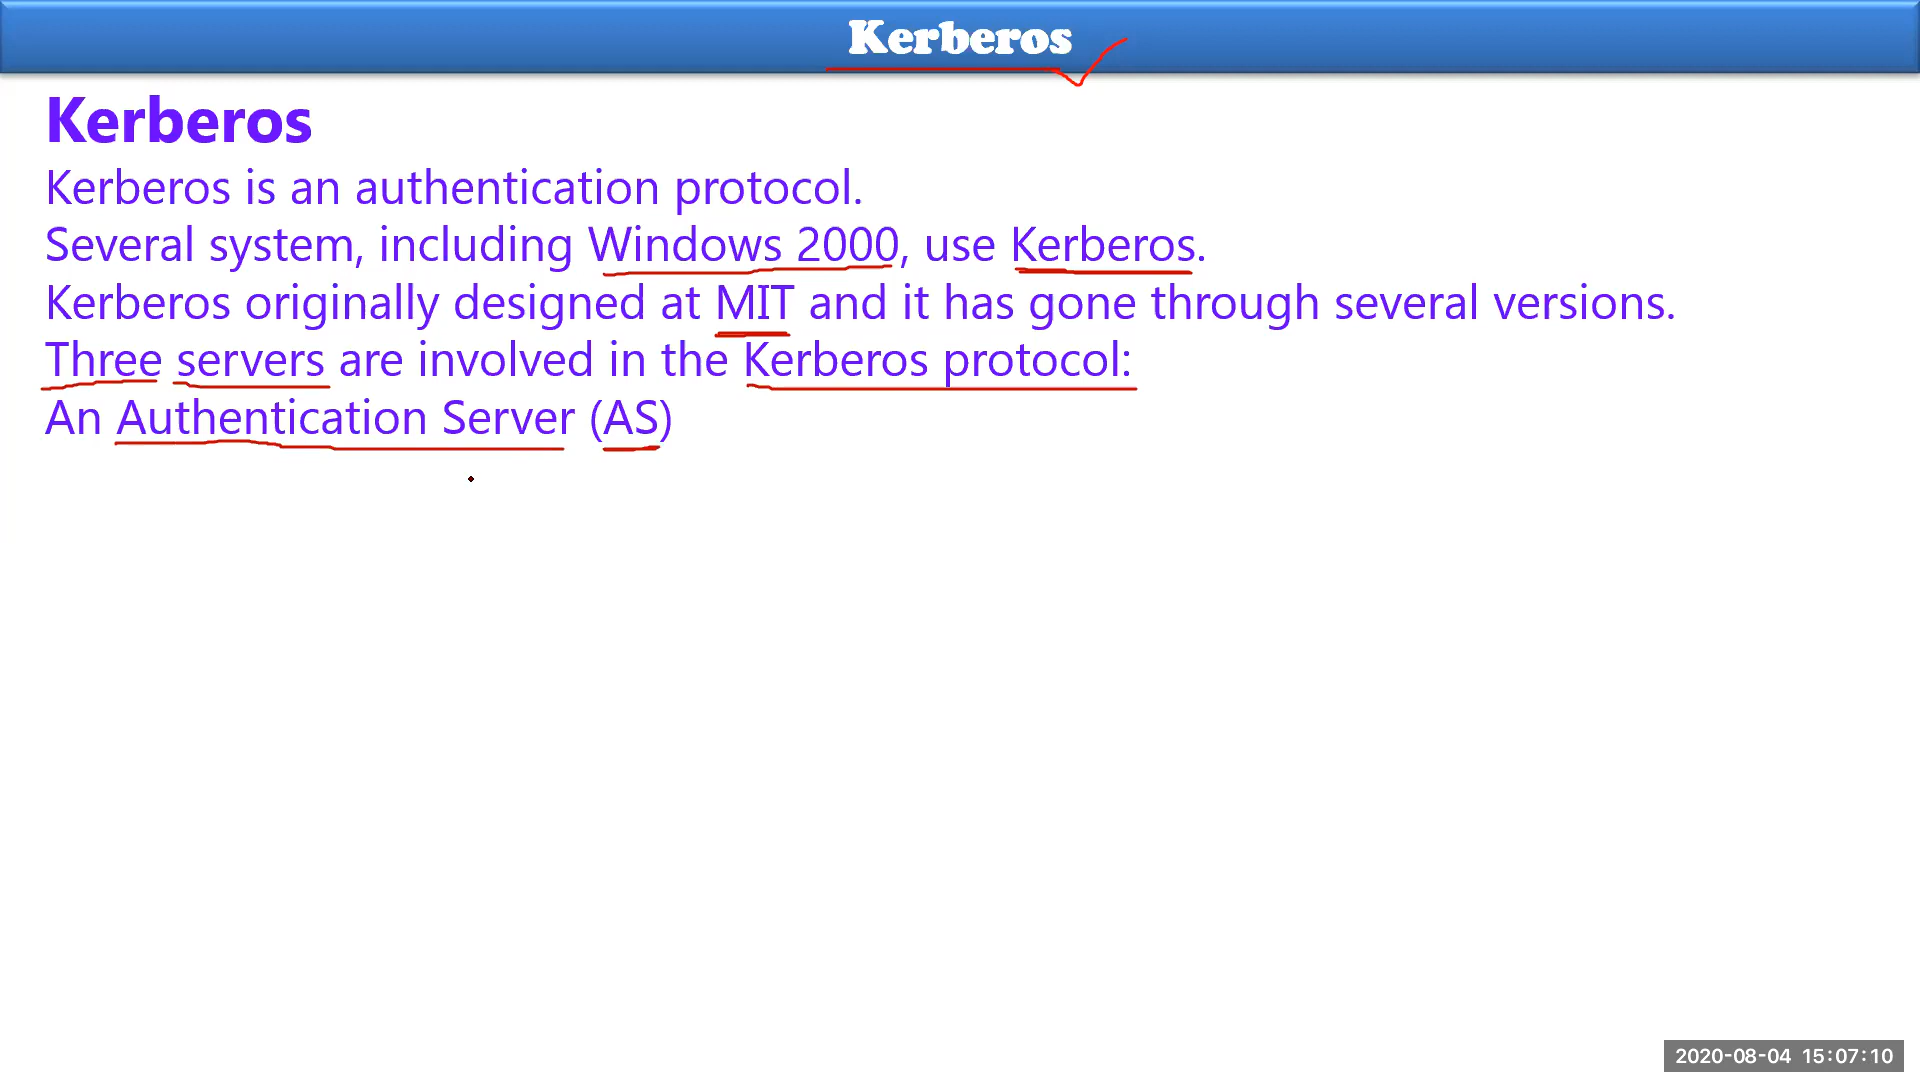 Kerberos
Kerberos
Kerberos is an authentication protocol.
Several system, including Windows 2000, use Kerberos.
Kerberos originally designed at MIT and it has gone through several versions.
Three servers are involved in the Kerberos protocol:
An Authentication Server (AS)
2020-08-04 15:07:10